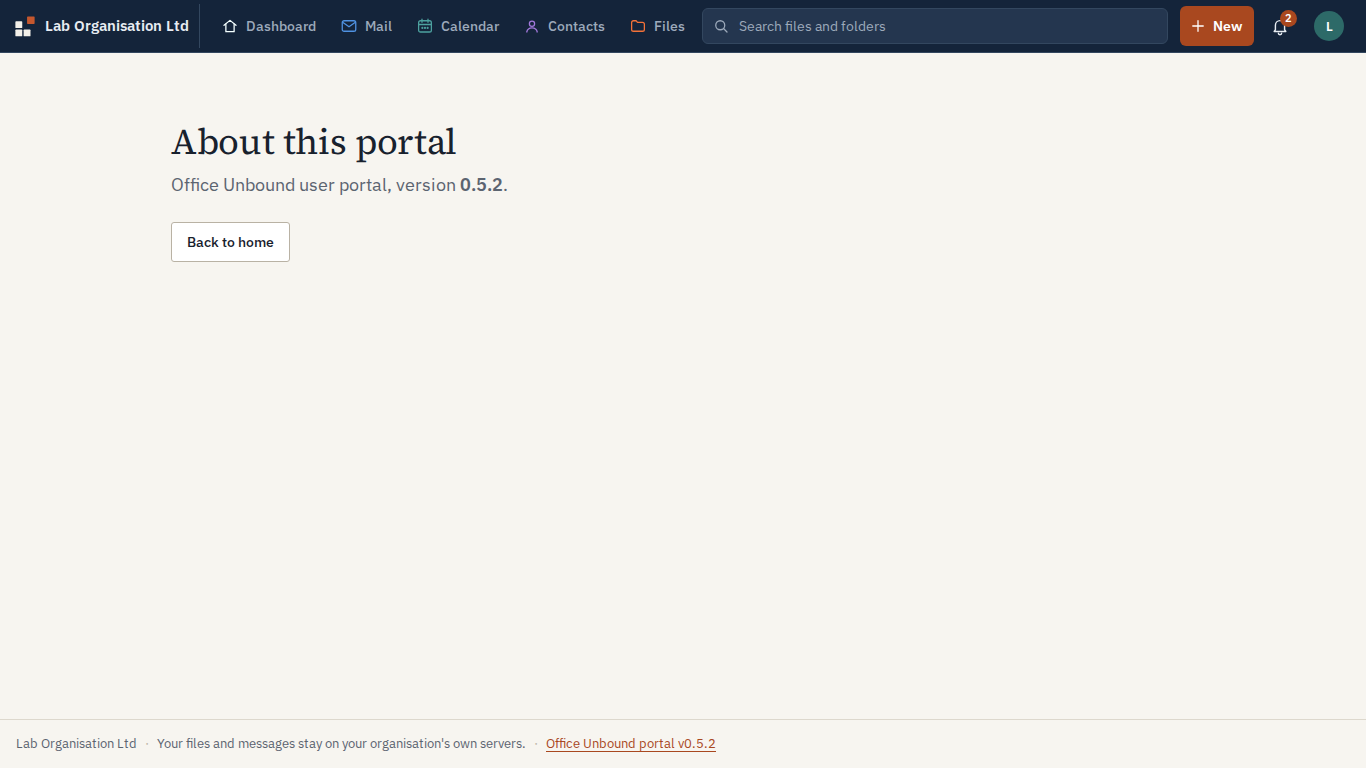 Lab Organisation Ltd
Dashboard
Mail
Calendar
Contacts
Files
Search files and folders
New
2
L
About this portal
Office Unbound user portal, version 0.5.2.
Back to home
Lab Organisation Ltd · Your files and messages stay on your organisation's own servers. · Office Unbound portal v0.5.2